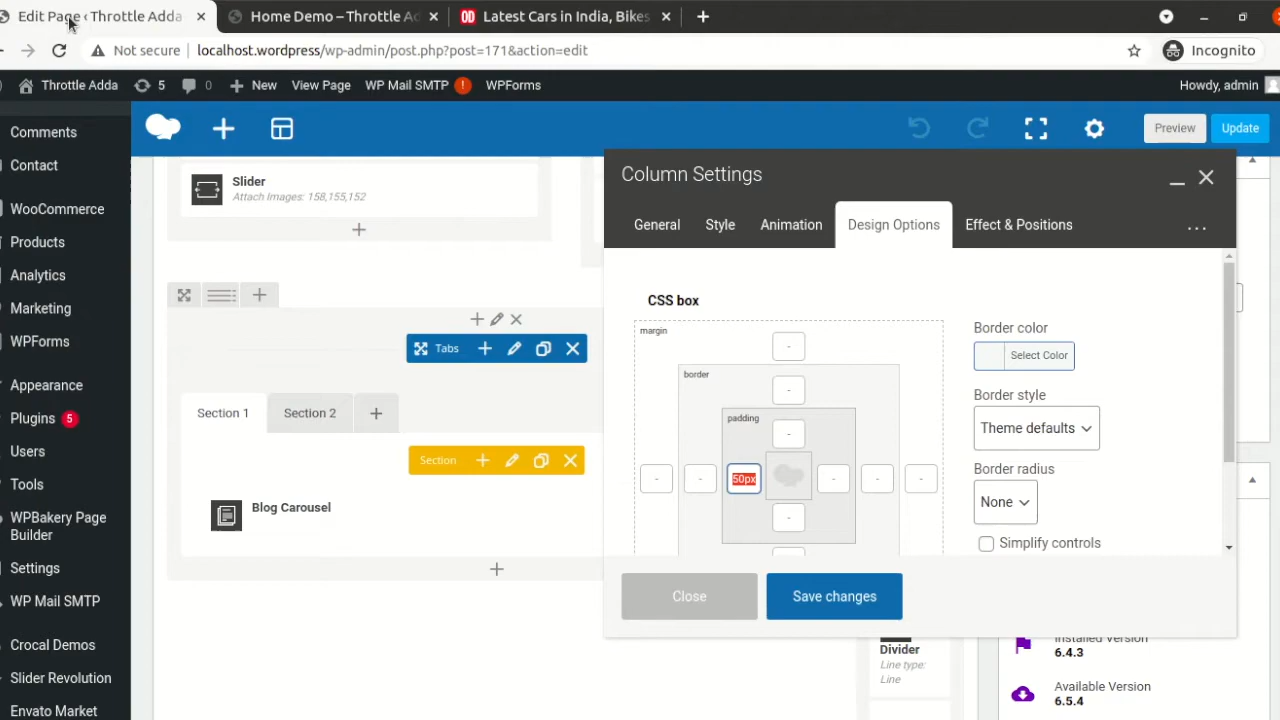 Edit Page ‹ Throttle Adda
Home Demo – Throttle Ad
OD Latest Cars in India, Bikes
Not secure
localhost.wordpress/wp-admin/post.php?post=171&action=edit
Incognito
Throttle Adda
5
0
New
View Page
WP Mail SMTP !
WPForms
Howdy, admin
Comments
Contact
WooCommerce
Products
Analytics
Marketing
WPForms
Appearance
Plugins 5
Users
Tools
WPBakery Page
Builder
Settings
WP Mail SMTP
Crocal Demos
Slider Revolution
Envato Market
Preview
Update
Slider
Attach Images: 158,155,152
Tabs
Section 1
Section 2
Section
Blog Carousel
Column Settings
General
Style
Animation
Design Options
Effect & Positions
...
CSS box
margin
-
border
-
padding
-
-
-
50px
-
-
-
-
Border color
Select Color
Border style
Theme defaults
Border radius
None
Simplify controls
Close
Save changes
Divider
Line type:
Line
Installed Version
6.4.3
Available Version
6.5.4